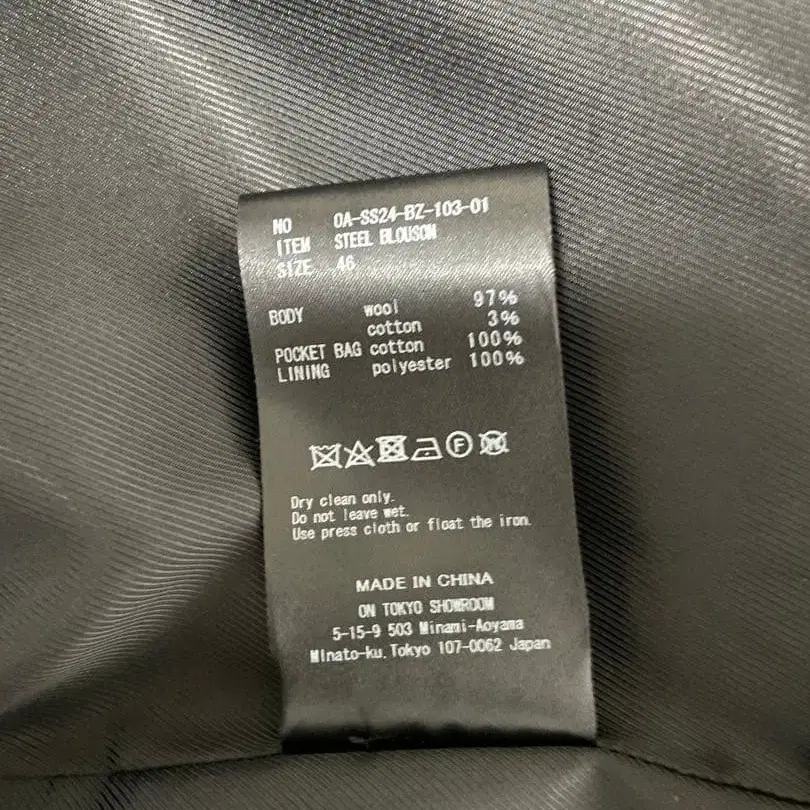 NO OA-SS24-BZ-103-01
ITEM STEEL BLOUSON
SIZE 46
BODY wool 97%
cotton 3%
POCKET BAG cotton 100%
LINING polyester 100%
F W
Dry clean only.
Do not leave wet.
Use press cloth or float the iron.
MADE IN CHINA
ON TOKYO SHOWROOM
5-15-9 503 Minami-Aoyama
Minato-ku.Tokyo 107-0062 Japan